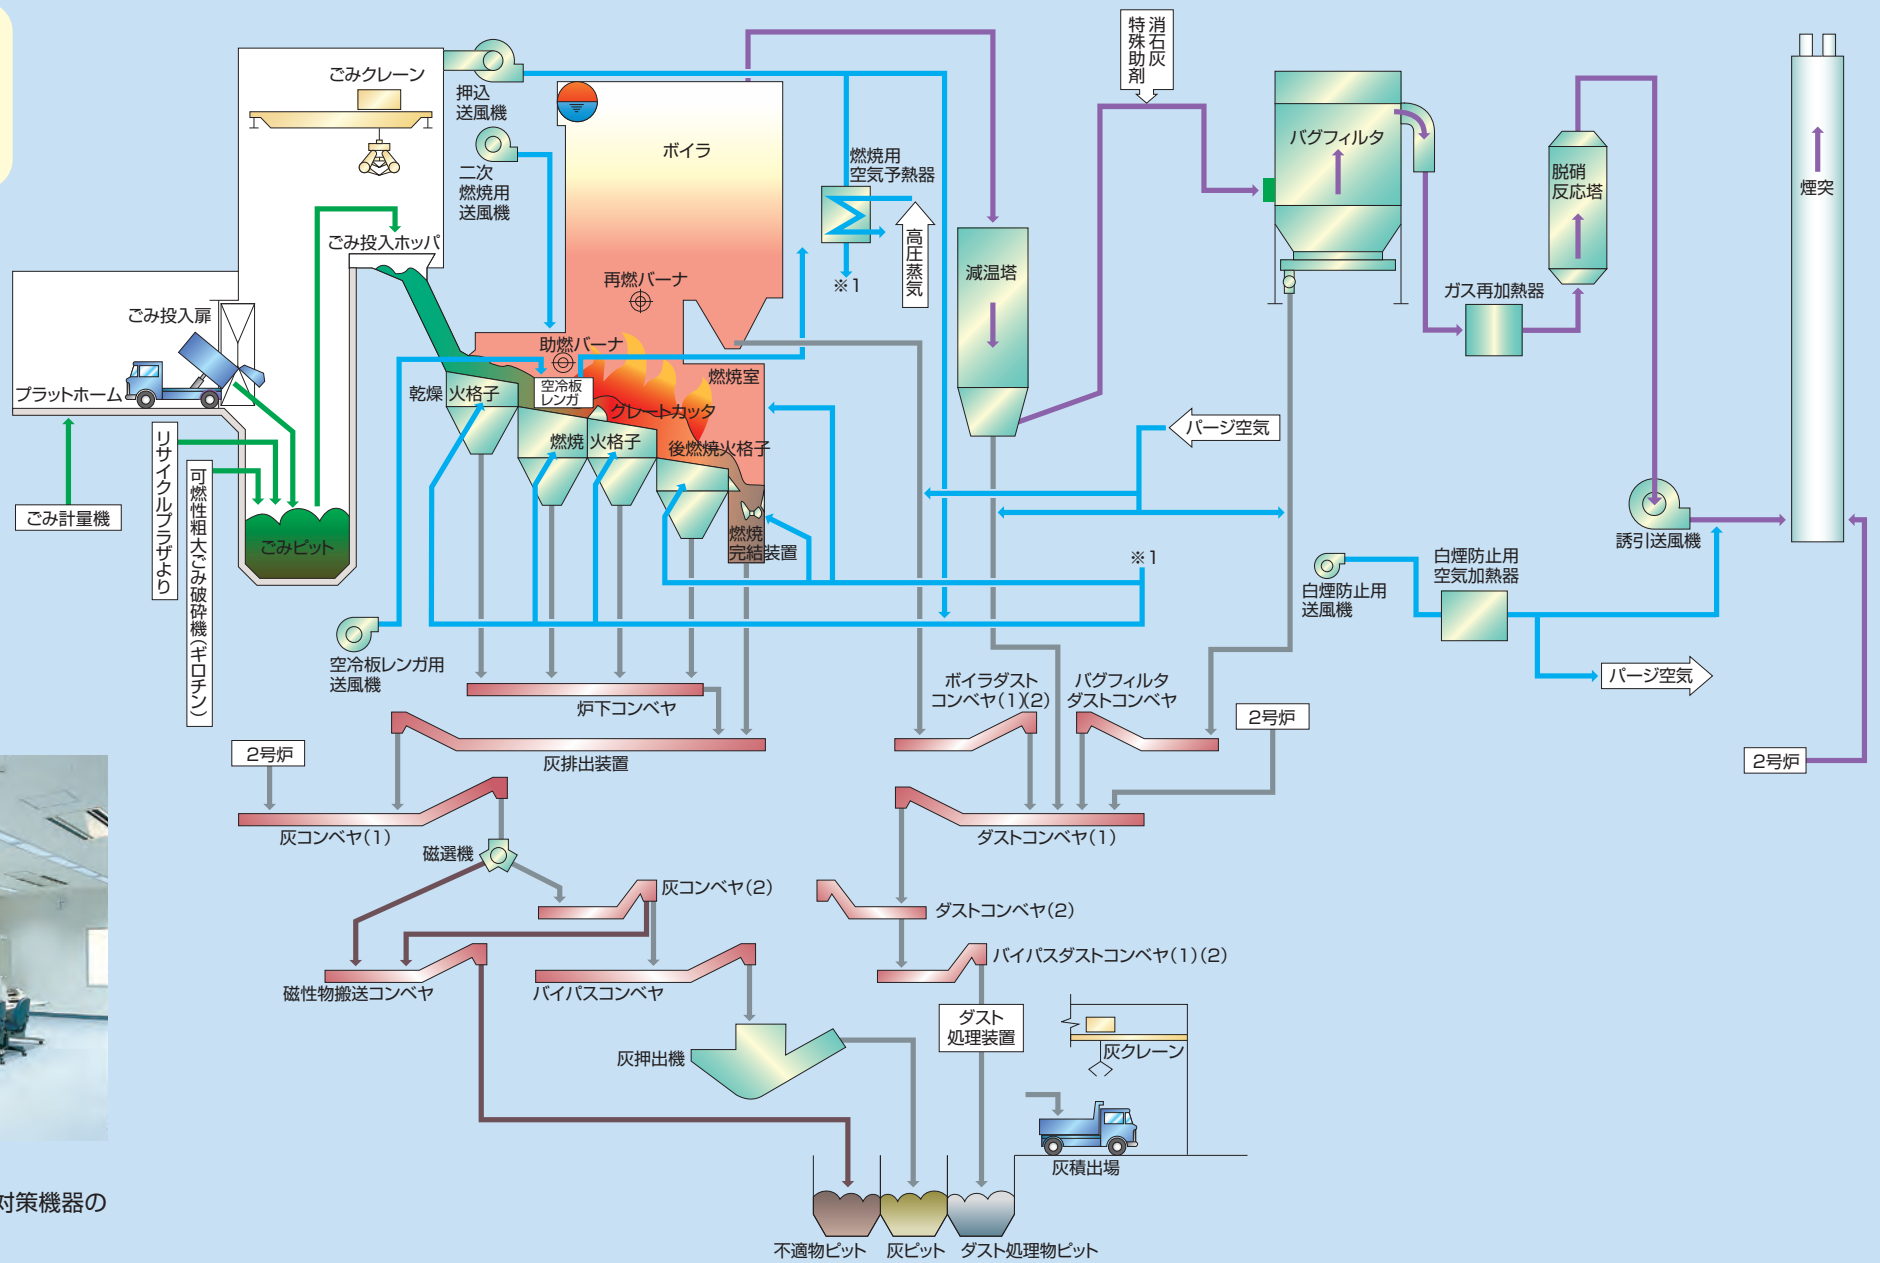 ごみクレーン
押込
送風機
二次
燃焼用
送風機
ごみ投入ホッパ
ごみ投入扉
プラットホーム
ごみ計量機
リサイクルプラザより
可燃性粗大ごみ破砕機(ギロチン)
ごみピット
ボイラ
再燃バーナ
助燃バーナ
燃焼室
空冷板
レンガ
乾燥
火格子
グレートカッタ
燃焼
火格子
後燃焼火格子
燃焼
完結装置
空冷板レンガ用
送風機
燃焼用
空気予熱器
高圧蒸気
※1
減温塔
消石灰
特殊助剤
バグフィルタ
ガス再加熱器
脱硝
反応塔
煙突
パージ空気
※1
誘引送風機
白煙防止用
送風機
白煙防止用
空気加熱器
パージ空気
2号炉
炉下コンベヤ
灰排出装置
2号炉
灰コンベヤ(1)
磁選機
灰コンベヤ(2)
磁性物搬送コンベヤ
バイパスコンベヤ
灰押出機
ボイラダスト
コンベヤ(1)(2)
バグフィルタ
ダストコンベヤ
2号炉
ダストコンベヤ(1)
ダストコンベヤ(2)
バイパスダストコンベヤ(1)(2)
ダスト
処理装置
灰クレーン
灰積出場
不適物ピット
灰ピット
ダスト処理物ピット
対策機器の